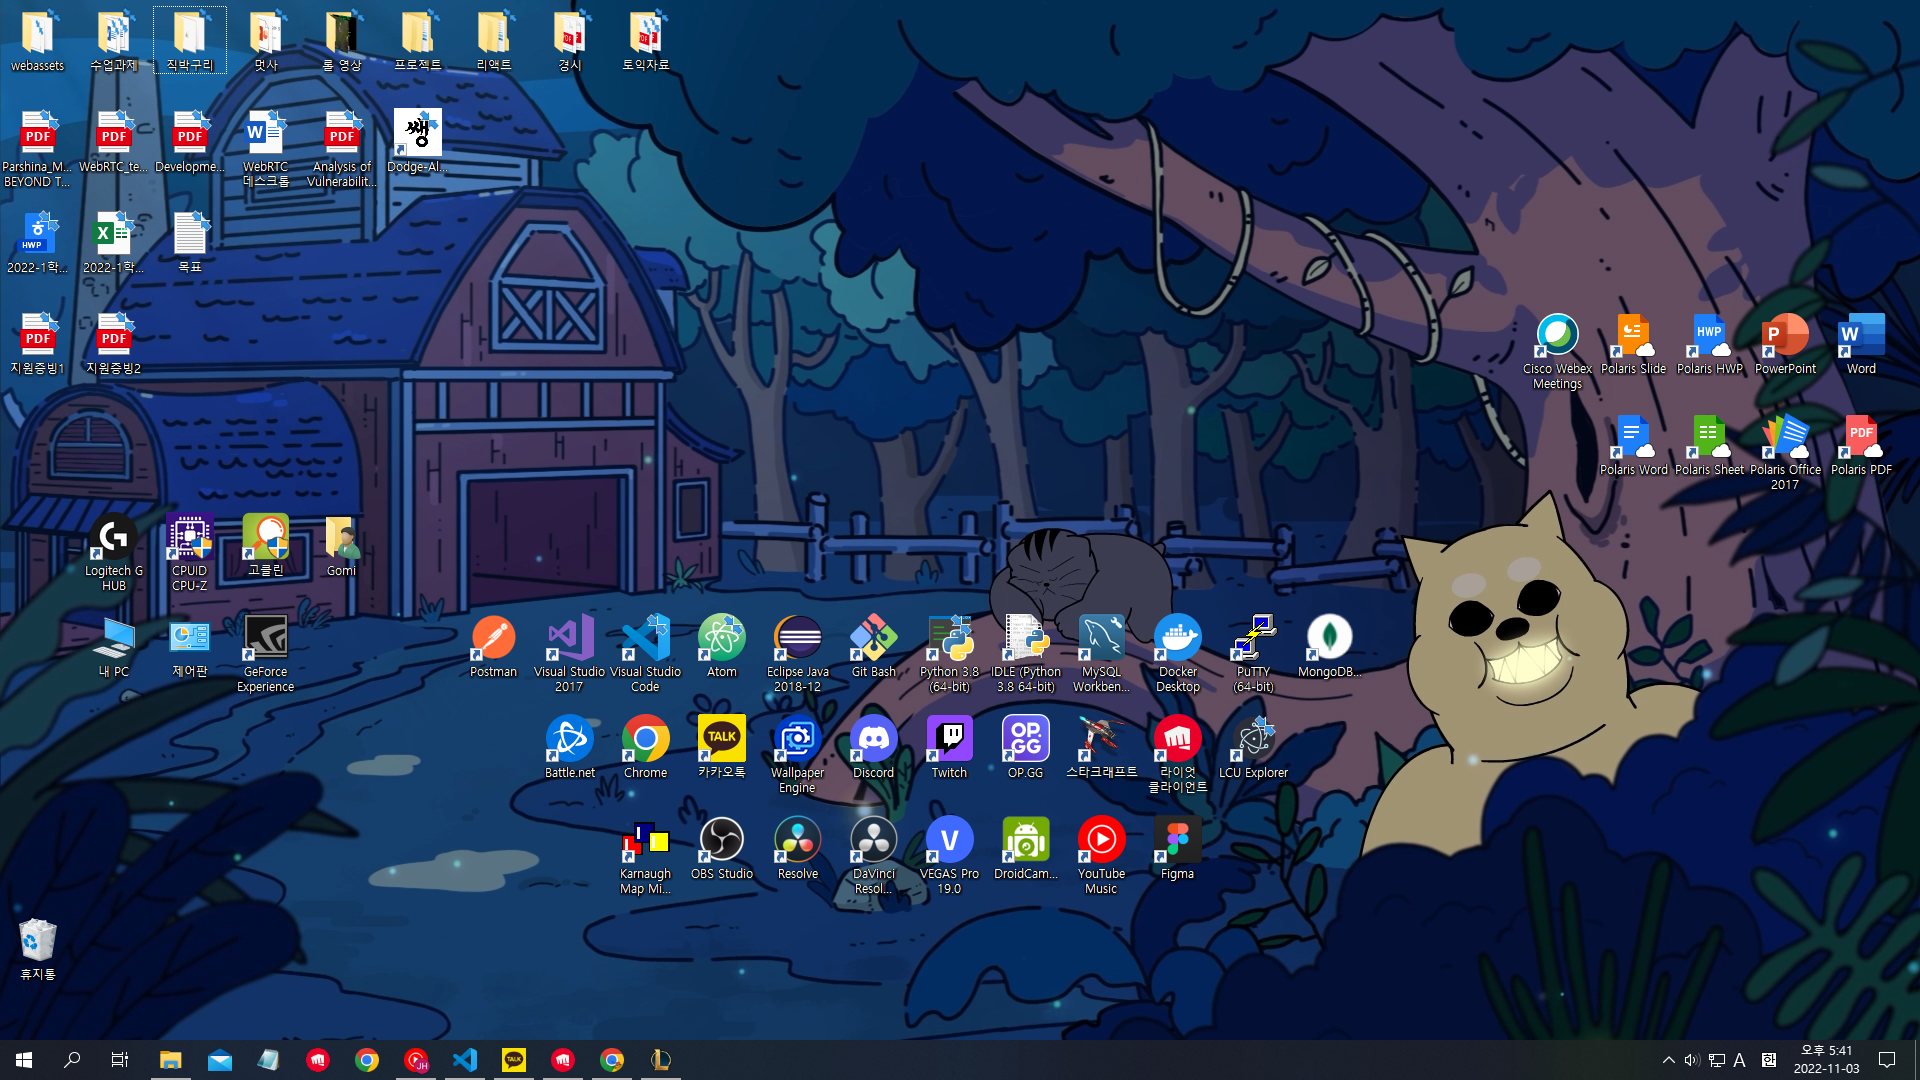 webassets
수업과제
직박구리
멋사
롤 영상
프로젝트
리액트
경시
토익자료
Parshina_M...
BEYOND T...
WebRTC_te...
Developme...
WebRTC
데스크톱
Analysis of
Vulnerabilit...
쌩
Dodge-Al...
2022-1학...
2022-1학...
목표
지원증빙1
지원증빙2
Cisco Webex
Meetings
Polaris Slide
Polaris HWP
PowerPoint
Word
Polaris Word
Polaris Sheet
Polaris Office
2017
Polaris PDF
Logitech G
HUB
CPUID
CPU-Z
고클린
Gomi
내 PC
제어판
GeForce
Experience
Postman
Visual Studio
2017
Visual Studio
Code
Atom
Eclipse Java
2018-12
Git Bash
Python 3.8
(64-bit)
IDLE (Python
3.8 64-bit)
MySQL
Workben...
Docker
Desktop
PuTTY
(64-bit)
MongoDB...
Battle.net
Chrome
카카오톡
Wallpaper
Engine
Discord
Twitch
OP.GG
스타크래프트
라이엇
클라이언트
LCU Explorer
Karnaugh
Map Mi...
OBS Studio
Resolve
DaVinci
Resol...
VEGAS Pro
19.0
DroidCam...
YouTube
Music
Figma
휴지통
A
한
오후 5:41
2022-11-03